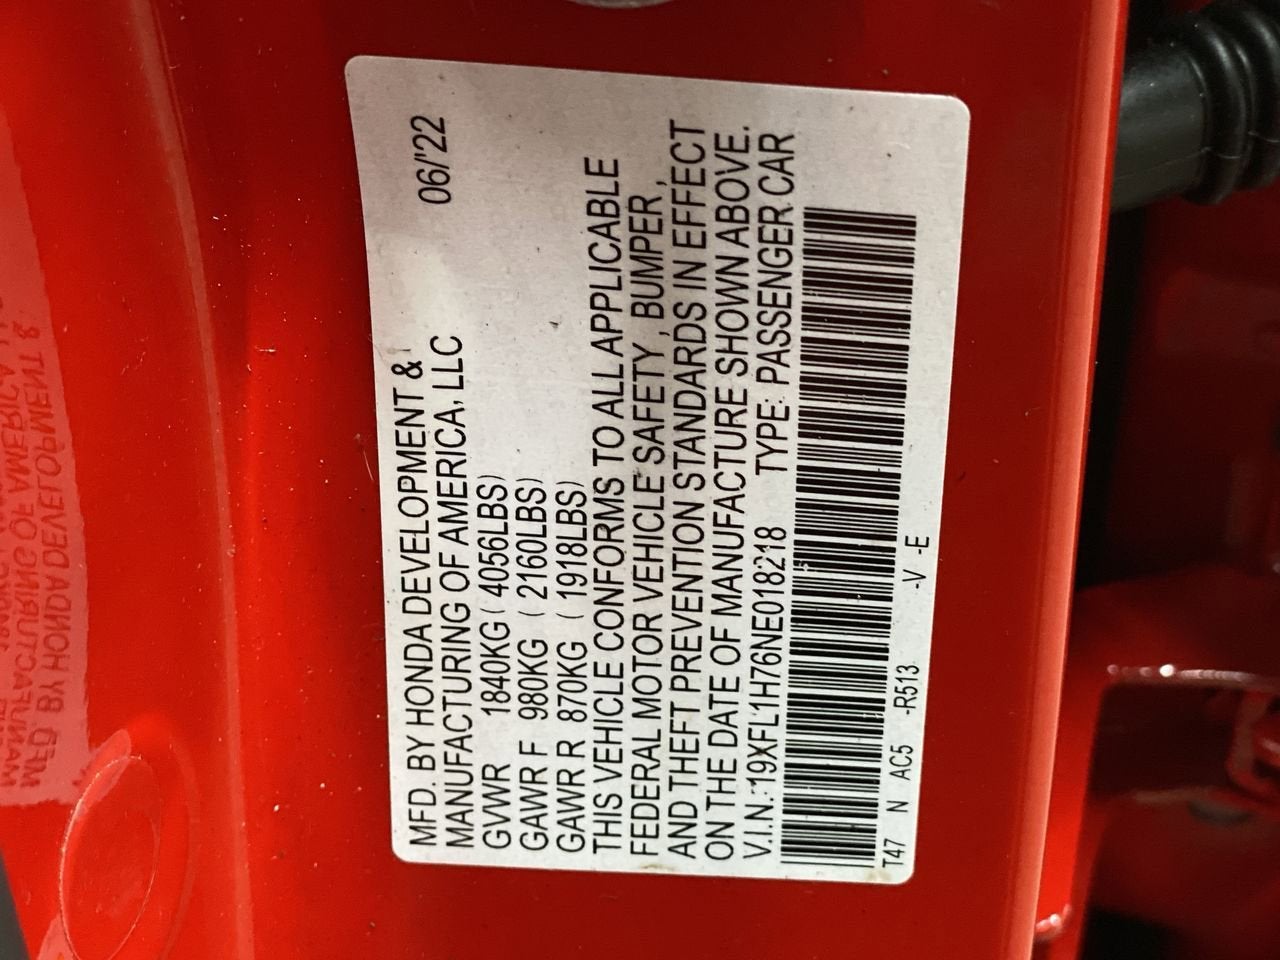 MFD. BY HONDA DEVELOPMENT & 06/'22
MANUFACTURING OF AMERICA, LLC
GVWR 1840KG ( 4056LBS)
GAWR F 980KG ( 2160LBS)
GAWR R 870KG ( 1918LBS)
THIS VEHICLE CONFORMS TO ALL APPLICABLE
FEDERAL MOTOR VEHICLE SAFETY , BUMPER ,
AND THEFT PREVENTION STANDARDS IN EFFECT
ON THE DATE OF MANUFACTURE SHOWN ABOVE.
V.I.N.: 19XFL1H76NE018218 TYPE: PASSENGER CAR
T47 N AC5 -R513 -V -E